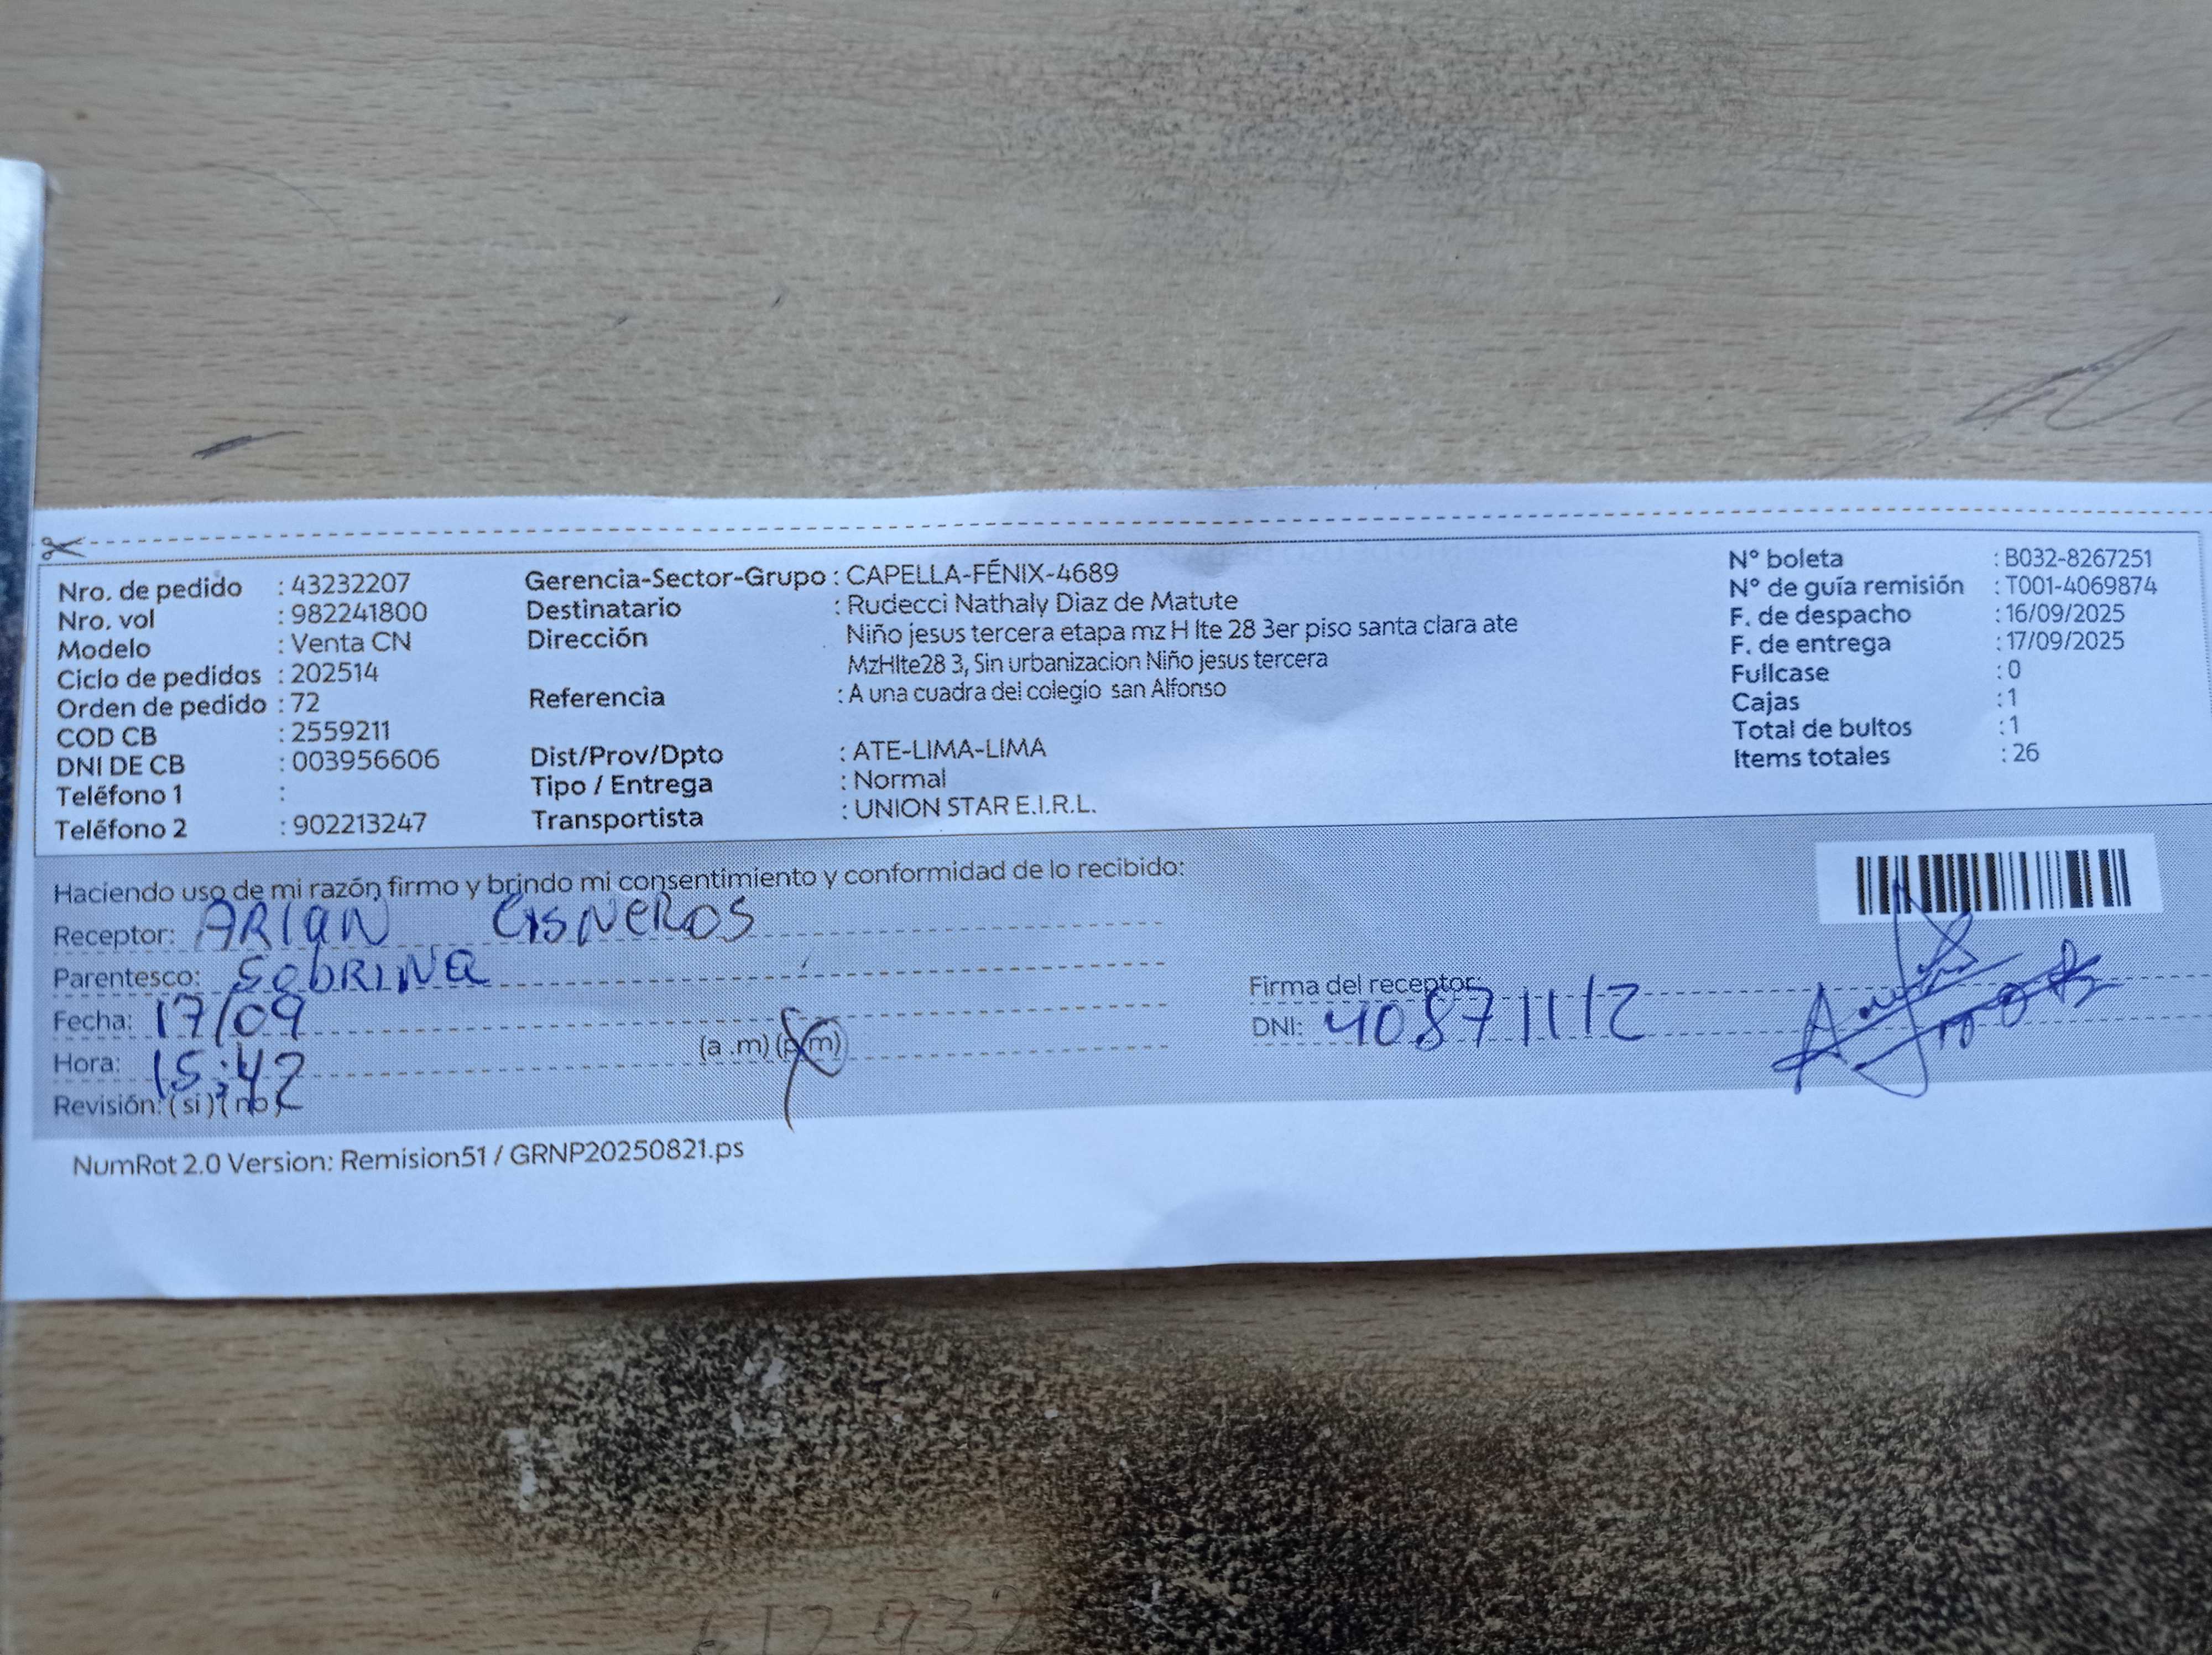 Nro. de pedido : 43232207
Nro. vol : 982241800
Modelo : Venta CN
Ciclo de pedidos : 202514
Orden de pedido : 72
COD CB : 2559211
DNI DE CB : 003956606
Teléfono 1 :
Teléfono 2 : 902213247
Gerencia-Sector-Grupo : CAPELLA-FÉNIX-4689
Destinatario : Rudecci Nathaly Diaz de Matute
Dirección Niño jesus tercera etapa mz H lte 28 3er piso santa clara ate
MzHlte28 3, Sin urbanizacion Niño jesus tercera
Referencia : A una cuadra del colegio san Alfonso
Dist/Prov/Dpto : ATE-LIMA-LIMA
Tipo / Entrega : Normal
Transportista : UNION STAR E.I.R.L.
N° boleta : B032-8267251
N° de guía remisión : T001-4069874
F. de despacho : 16/09/2025
F. de entrega : 17/09/2025
Fullcase : 0
Cajas : 1
Total de bultos : 1
Items totales : 26
Haciendo uso de mi razón firmo y brindo mi consentimiento y conformidad de lo recibido:
Receptor: ARIAN CISNEROS
Parentesco: SOBRINA
Fecha: 17/09
Hora: 15:42 (a .m) (p.m)
Revisión: ( si ) ( no )
Firma del receptor:
DNI: 40871112
NumRot 2.0 Version: Remision51 / GRNP20250821.ps